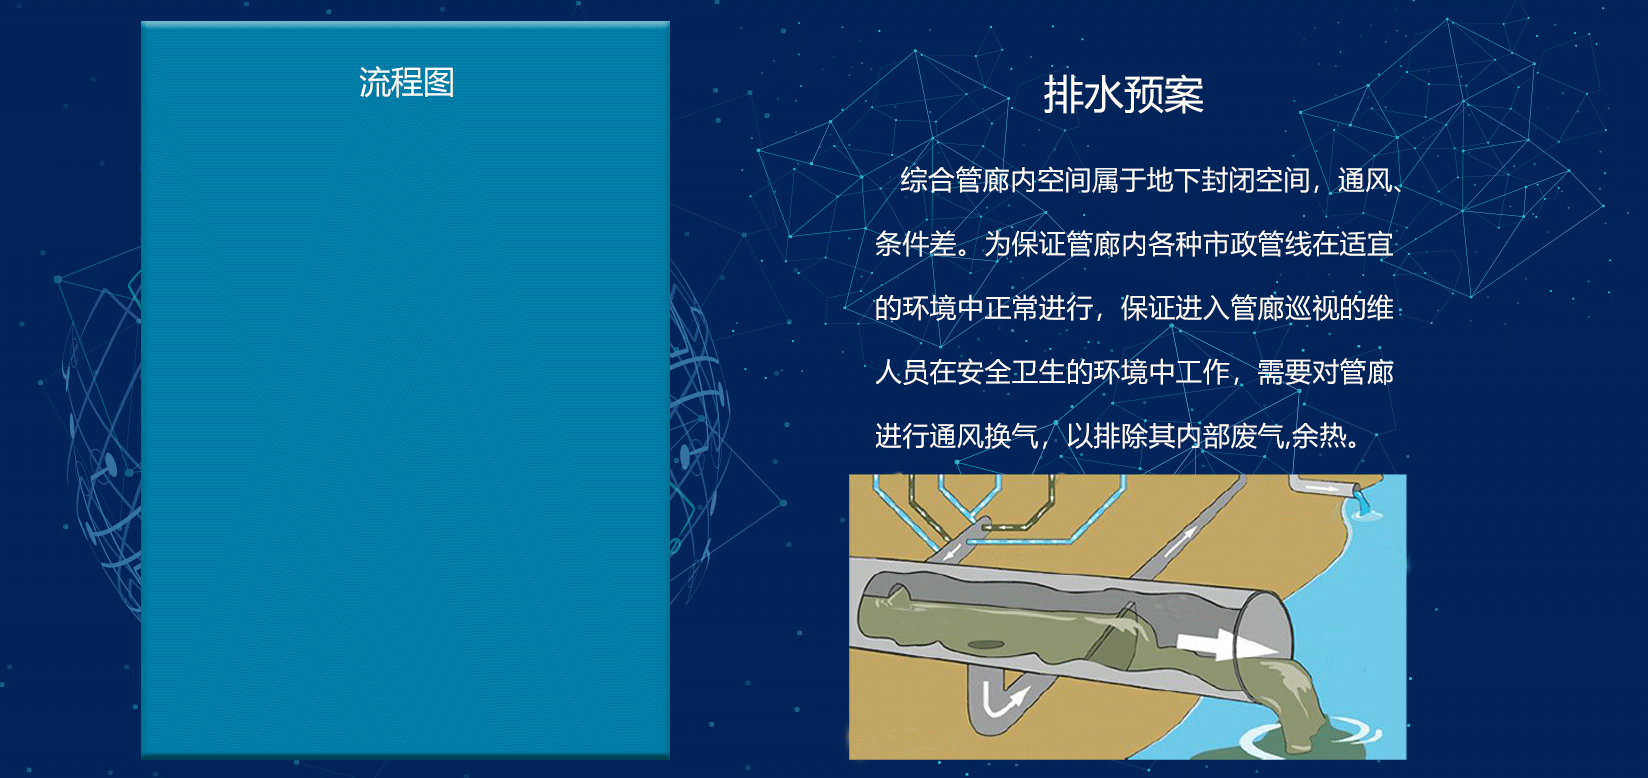 流程图
排水预案
综合管廊内空间属于地下封闭空间，通风、
条件差。为保证管廊内各种市政管线在适宜
的环境中正常进行，保证进入管廊巡视的维
人员在安全卫生的环境中工作，需要对管廊
进行通风换气，以排除其内部废气,余热。